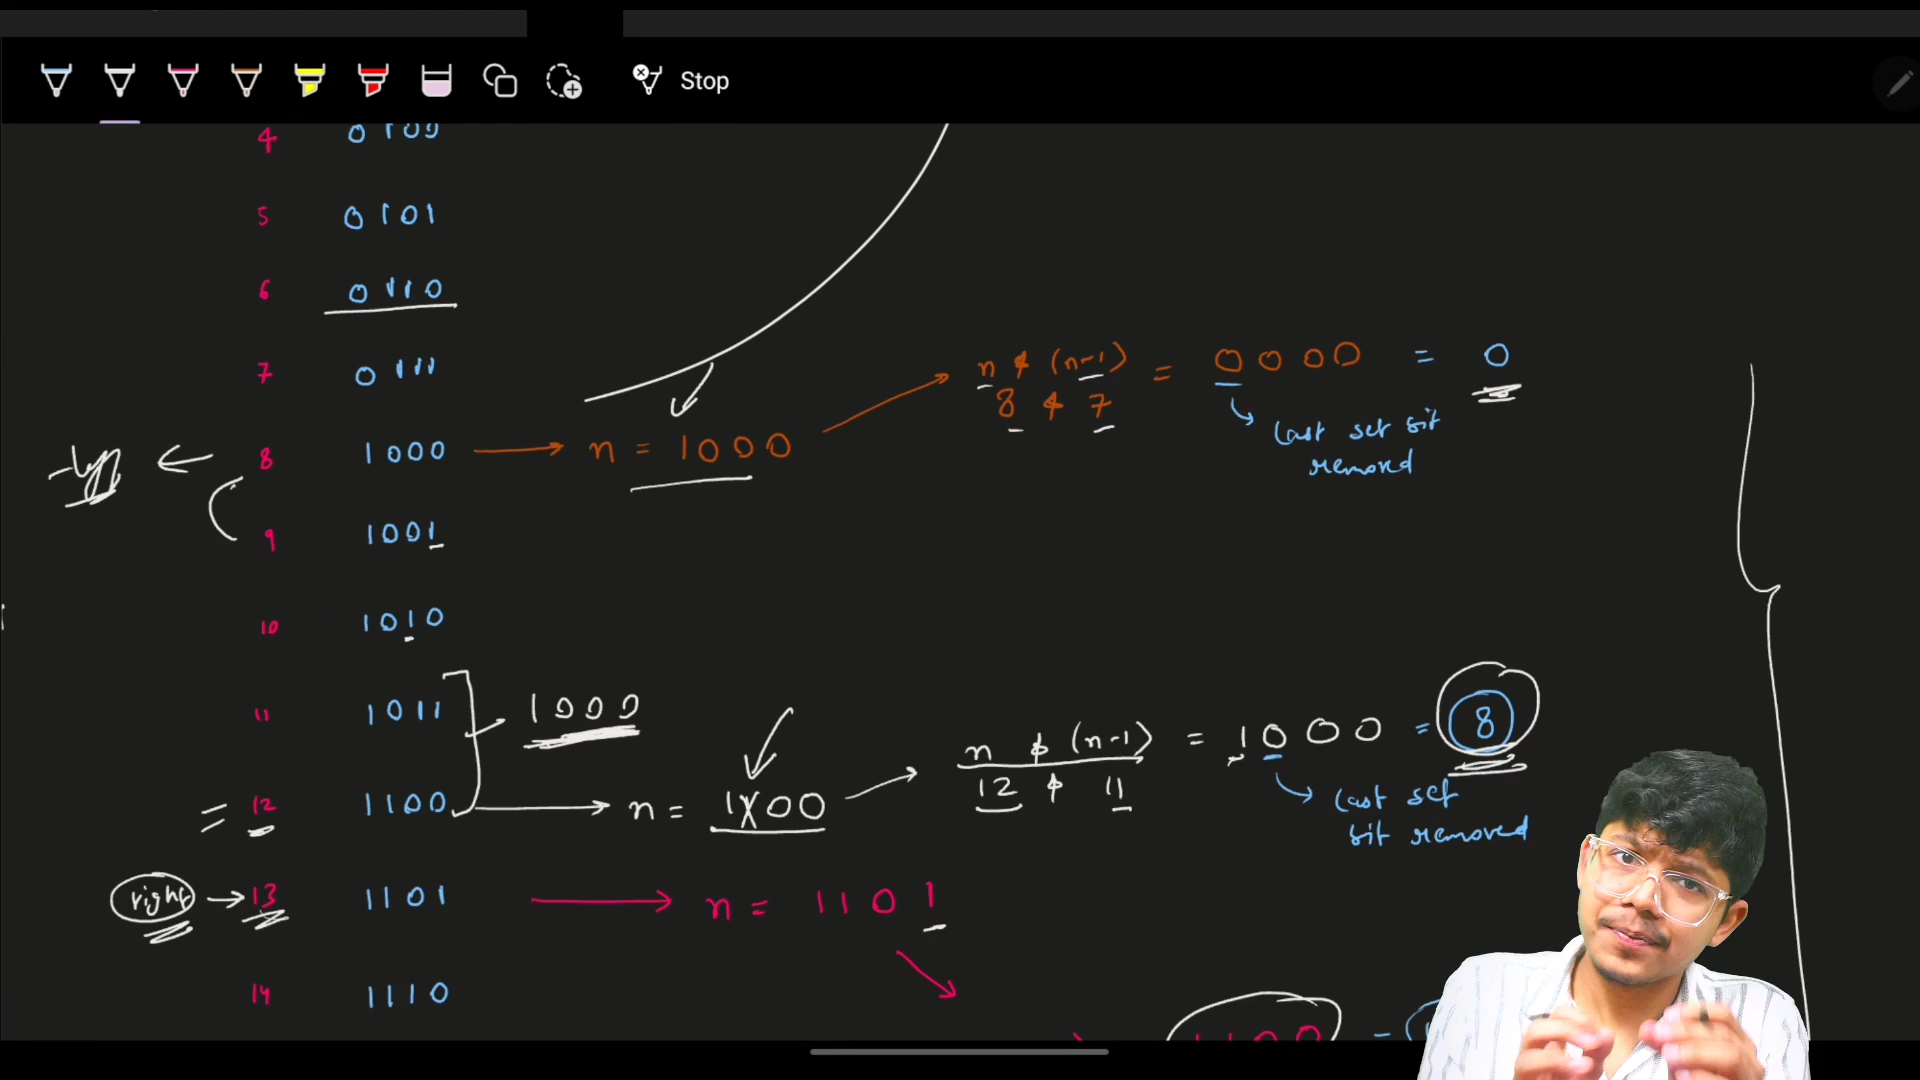 Stop
4 0100
5 0101
6 0110
7 0111
n & (n-1) = 0000 = 0
8 & 7
last set bit
removed
8 1000 → n = 1000
9 1001
10 1010
11 1011
1000
n & (n-1) = 1000 = 8
12 & 11
last set
bit removed
= 12 1100 → n = 1100
right → 13 1101 → n = 1101
14 1110
1100 =